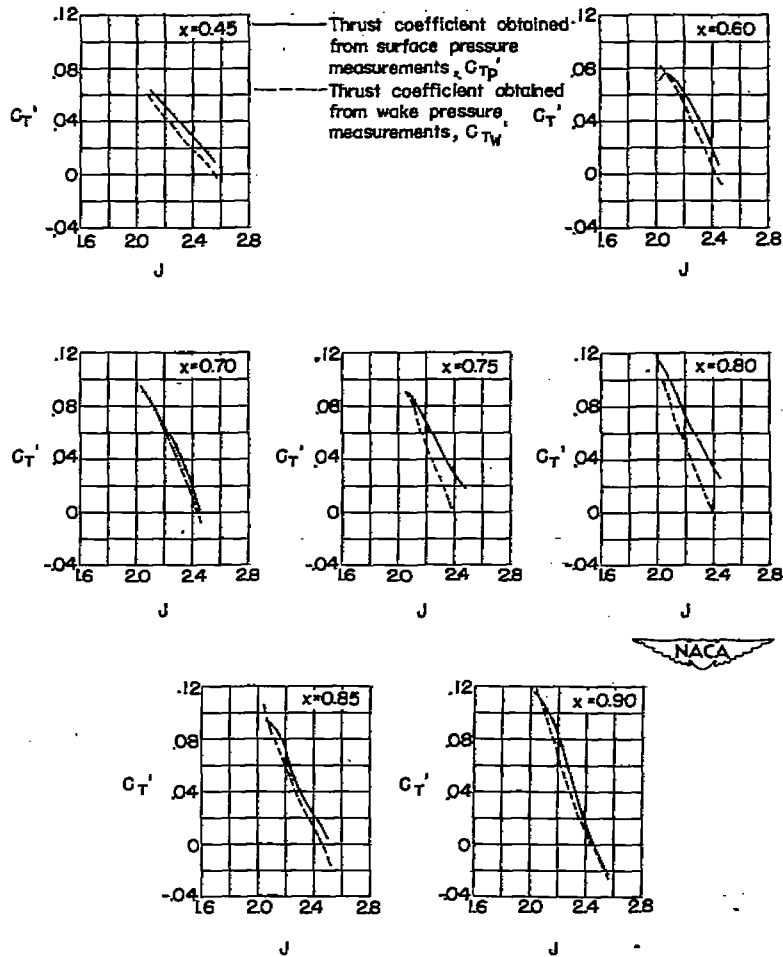 .12
x=0.45
.08
C_T'
.04
0
-.04
1.6 2.0 2.4 2.8
J
Thrust coefficient obtained
from surface pressure
measurements, C_TP'
Thrust coefficient obtained
from wake pressure
measurements, C_TW'
.12
x=0.60
.08
C_T'
.04
0
-.04
1.6 2.0 2.4 2.8
J
.12
x=0.70
.08
C_T'
.04
0
-.04
1.6 2.0 2.4 2.8
J
.12
x=0.75
.08
C_T'
.04
0
-.04
1.6 2.0 2.4 2.8
J
.12
x=0.80
.08
C_T'
.04
0
-.04
1.6 2.0 2.4 2.8
J
NACA
.12
x=0.85
.08
C_T'
.04
0
-.04
1.6 2.0 2.4 2.8
J
.12
x=0.90
.08
C_T'
.04
0
-.04
1.6 2.0 2.4 2.8
J